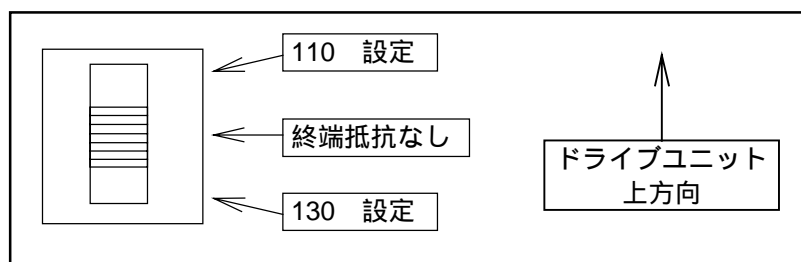 110　設定
終端抵抗なし
130　設定
ドライブユニット
上方向